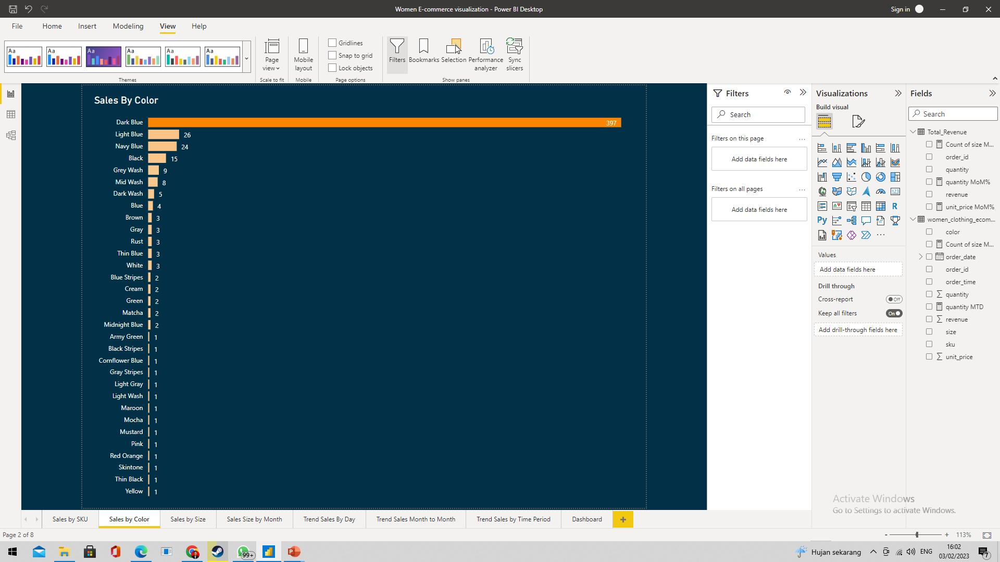 Women E-commerce visualization - Power BI Desktop
Sign in
File Home Insert Modeling View Help
Aa Aa Aa Aa Aa Aa
Themes
Page view
Scale to fit
Mobile layout
Mobile
Gridlines
Snap to grid
Lock objects
Page options
Filters
Bookmarks
Selection
Performance analyzer
Sync slicers
Show panes
Sales By Color
Dark Blue 397
Light Blue 26
Navy Blue 24
Black 15
Grey Wash 9
Mid Wash 8
Dark Wash 5
Blue 4
Brown 3
Gray 3
Rust 3
Thin Blue 3
White 3
Blue Stripes 2
Cream 2
Green 2
Matcha 2
Midnight Blue 2
Army Green 1
Black Stripes 1
Cornflower Blue 1
Gray Stripes 1
Light Gray 1
Light Wash 1
Maroon 1
Mocha 1
Mustard 1
Pink 1
Red Orange 1
Skintone 1
Thin Black 1
Yellow 1
Filters
Search
Filters on this page ...
Add data fields here
Filters on all pages ...
Add data fields here
Visualizations
Build visual
123
R
Py
...
Values
Add data fields here
Drill through
Cross-report Off
Keep all filters On
Add drill-through fields here
Fields
Search
Total_Revenue
Count of size M...
order_id
quantity
quantity MoM%
revenue
unit_price MoM%
women_clothing_ecom...
color
Count of size M...
order_date
order_id
order_time
∑ quantity
quantity MTD
∑ revenue
size
sku
∑ unit_price
Activate Windows
Go to Settings to activate Windows.
Sales by SKU
Sales by Color
Sales by Size
Sales Size by Month
Trend Sales By Day
Trend Sales Month to Month
Trend Sales by Time Period
Dashboard
+
Page 2 of 8
- + 113%
99+
Hujan sekarang
ENG
16:02
03/02/2023
7